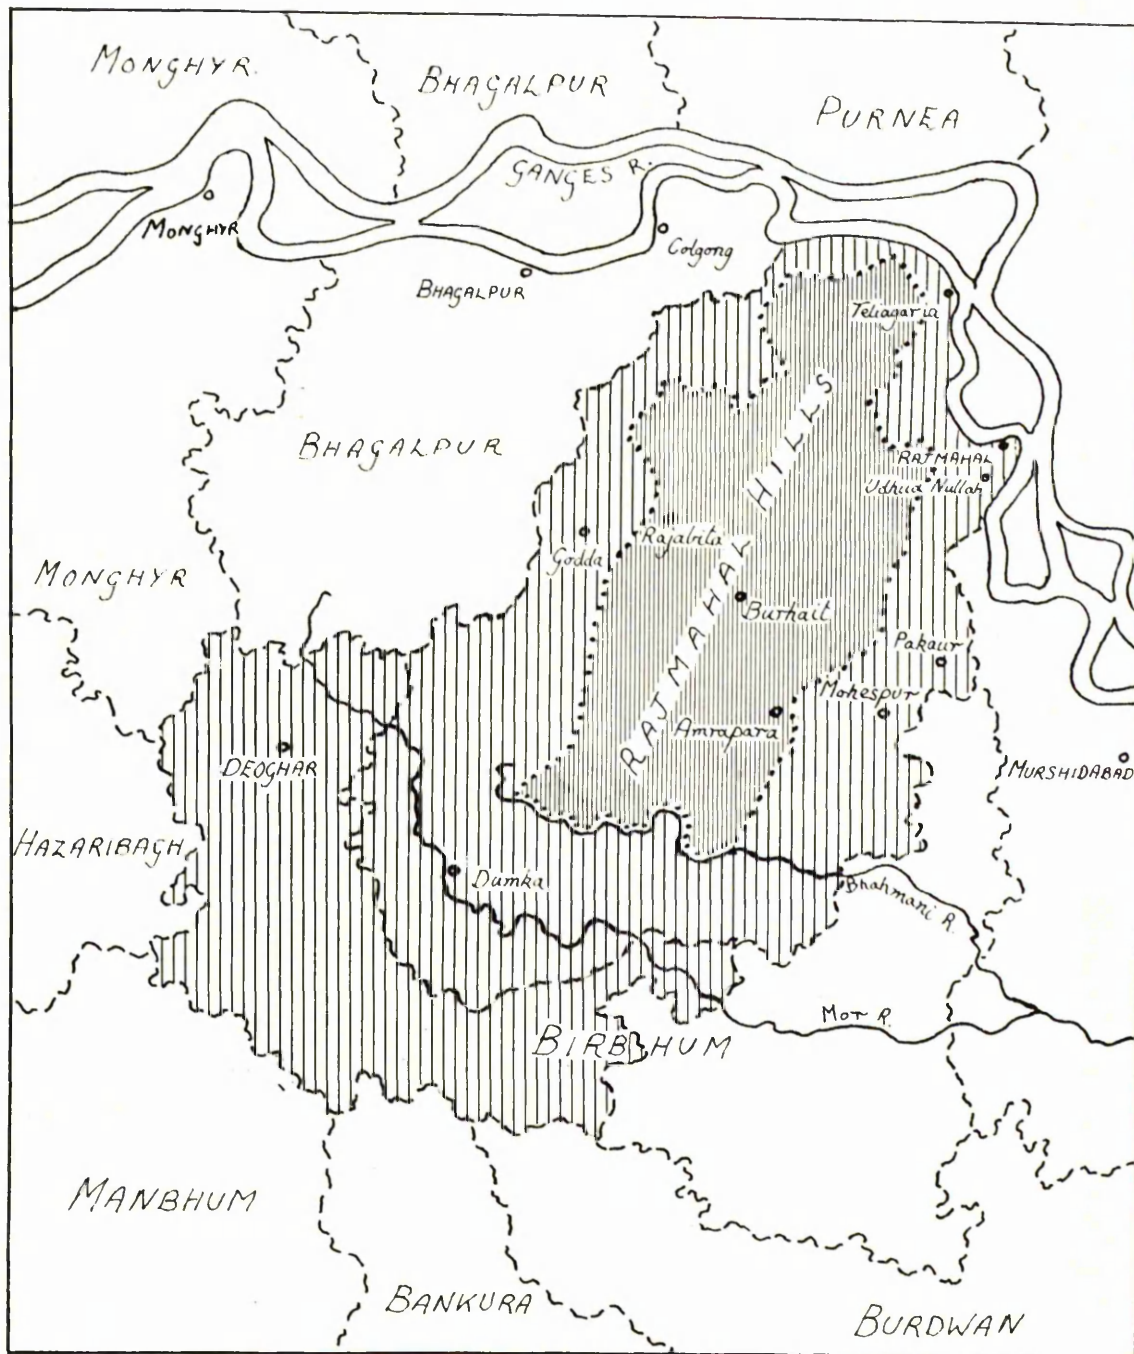 MONGHYR.
BHAGALPUR
PURNEA
GANGES R.
MONGHYR
Colgong
BHAGALPUR
Teliagaria
BHAGALPUR
RAJMAHAL HILLS
RAJMAHAL
Udhua Nullah
Rajabita
Godda
MONGHYR
Burhait
Pakaur
Mohespur
Amrapara
DEOGHAR
MURSHIDABAD
HAZARIBAGH
Dumka
Brahmani R.
MOR R.
BIRBHUM
MANBHUM
BANKURA
BURDWAN